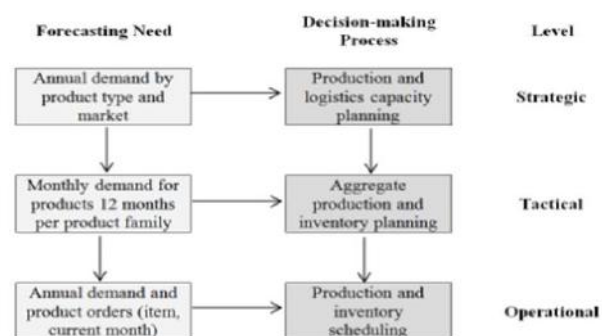 Forecasting Need
Decision-making
Process
Level
Annual demand by
product type and
market
Production and
logistics capacity
planning
Strategic
Monthly demand for
products 12 months
per product family
Aggregate
production and
inventory planning
Tactical
Annual demand and
product orders (item,
current month)
Production and
inventory
scheduling
Operational